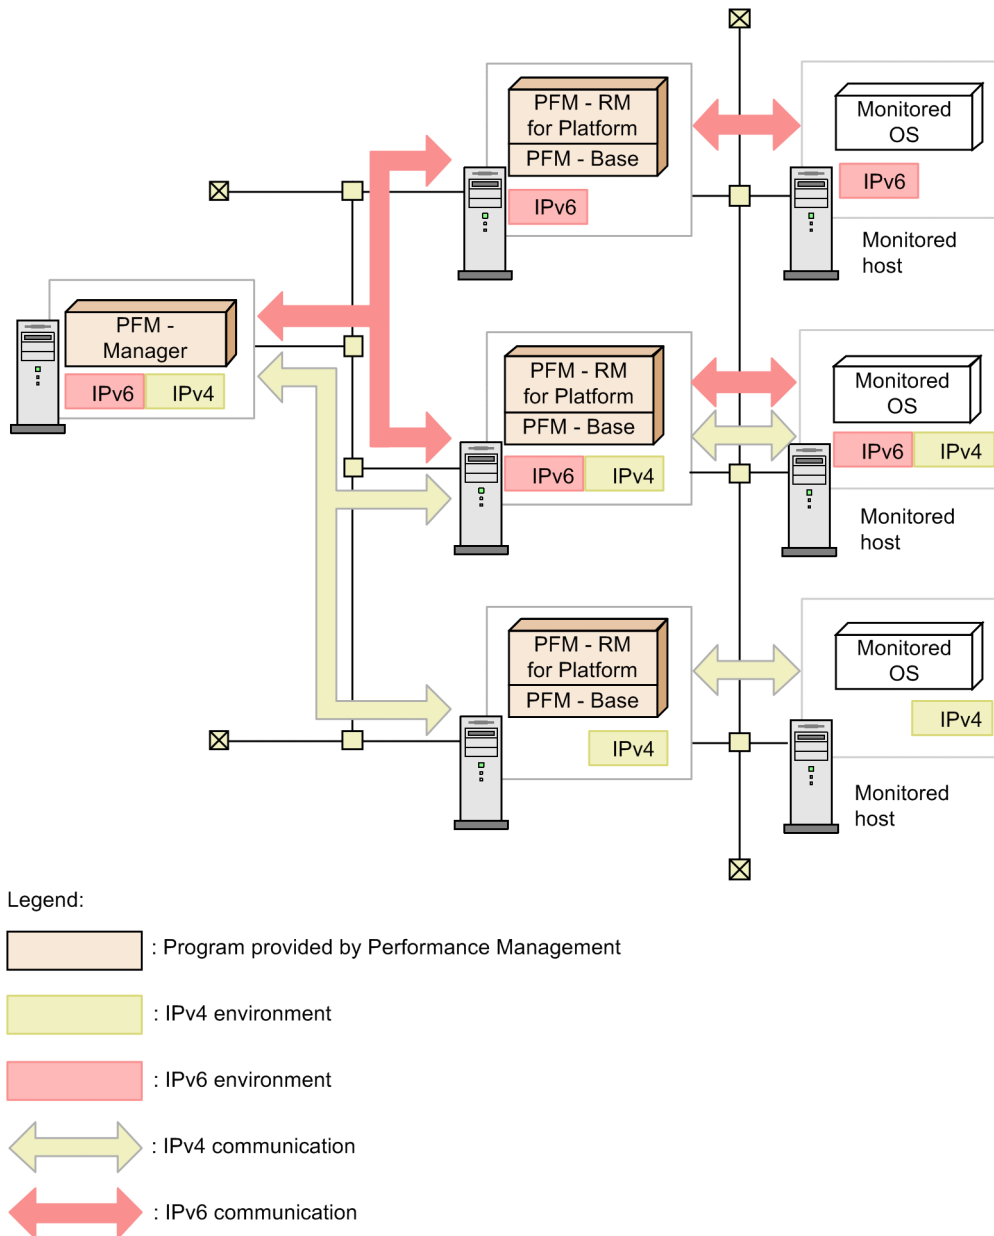 PFM - RM
for Platform
PFM - Base
IPv6
Monitored
OS
IPv6
Monitored
host
PFM -
Manager
IPv6 IPv4
PFM - RM
for Platform
PFM - Base
IPv6 IPv4
Monitored
OS
IPv6 IPv4
Monitored
host
PFM - RM
for Platform
PFM - Base
IPv4
Monitored
OS
IPv4
Monitored
host
Legend:
: Program provided by Performance Management
: IPv4 environment
: IPv6 environment
: IPv4 communication
: IPv6 communication